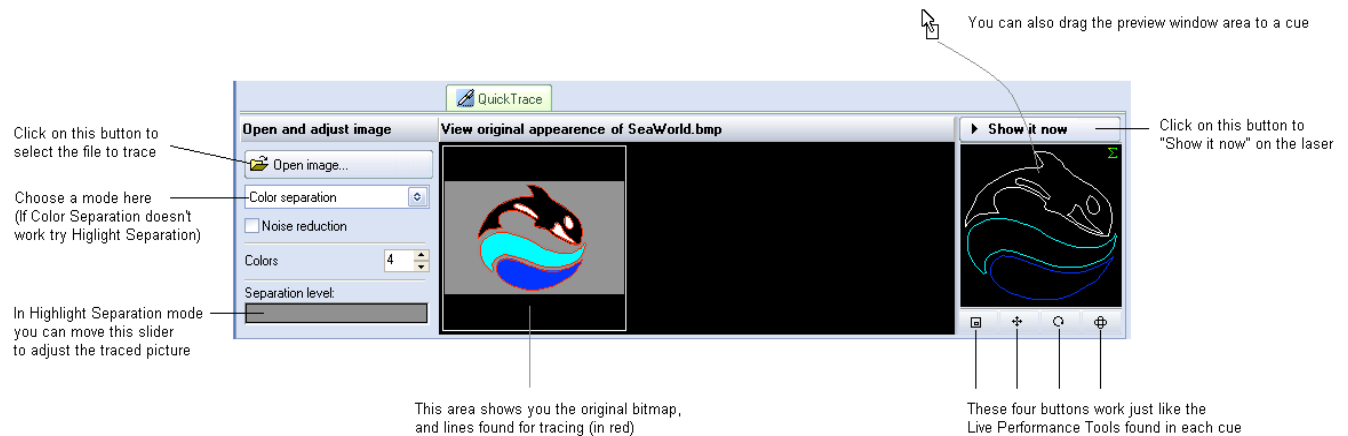 You can also drag the preview window area to a cue
QuickTrace
Open and adjust image
View original appearence of SeaWorld.bmp
Show it now
Click on this button to
select the file to trace
Click on this button to
"Show it now" on the laser
Open image...
Σ
Choose a mode here
(If Color Separation doesn't
work try Higlight Separation)
Color separation
Noise reduction
Colors
4
Separation level:
In Highlight Separation mode
you can move this slider
to adjust the traced picture
This area shows you the original bitmap,
and lines found for tracing (in red)
These four buttons work just like the
Live Performance Tools found in each cue